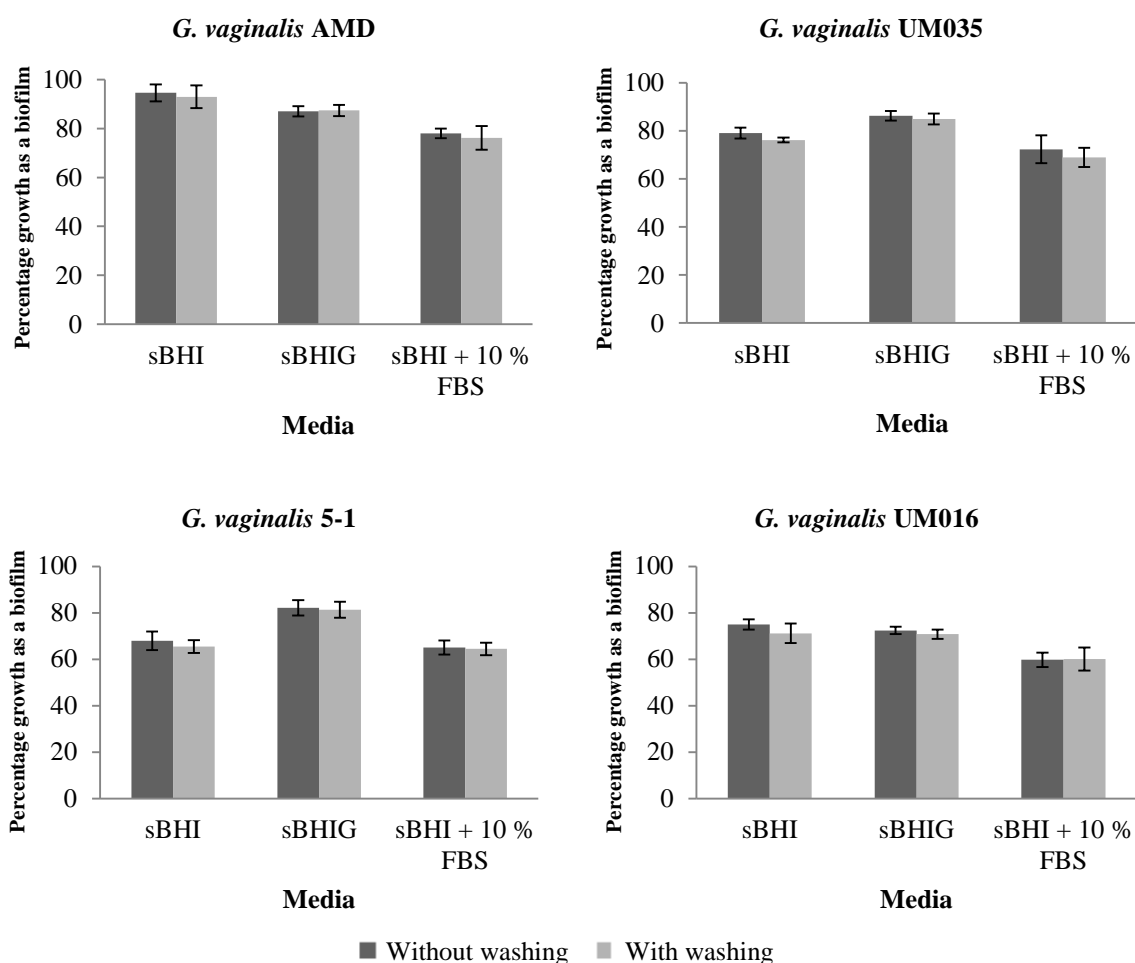 G. vaginalis AMD
Percentage growth as a biofilm
100
80
60
40
20
0
sBHI
sBHIG
sBHI + 10 %
FBS
Media
G. vaginalis UM035
Percentage growth as a biofilm
100
80
60
40
20
0
sBHI
sBHIG
sBHI + 10 %
FBS
Media
G. vaginalis 5-1
Percentage growth as a biofilm
100
80
60
40
20
0
sBHI
sBHIG
sBHI + 10 %
FBS
Media
G. vaginalis UM016
Percentage growth as a biofilm
100
80
60
40
20
0
sBHI
sBHIG
sBHI + 10 %
FBS
Media
Without washing
With washing